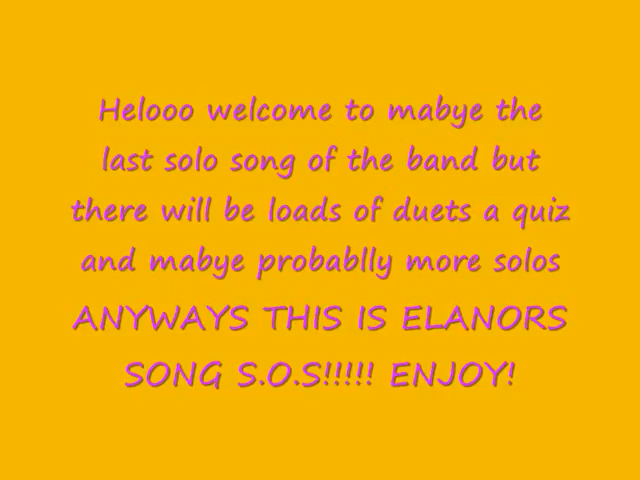 Helooo welcome to mabye the
last solo song of the band but
there will be loads of duets a quiz
and mabye probablly more solos
ANYWAYS THIS IS ELANORS
SONG S.O.S!!!!! ENJOY!